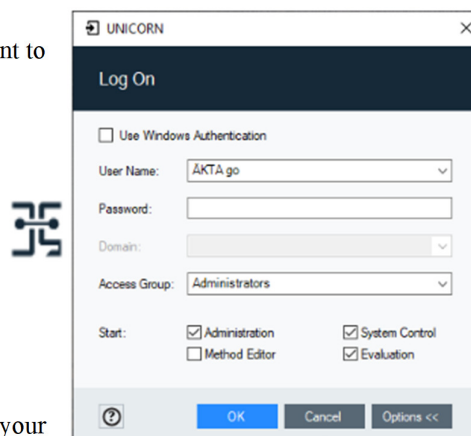 UNICORN
nt to
Log On
Use Windows Authentication
User Name: ÄKTA go
Password:
Domain:
Access Group: Administrators
Start: Administration System Control
Method Editor Evaluation
? OK Cancel Options <<
your